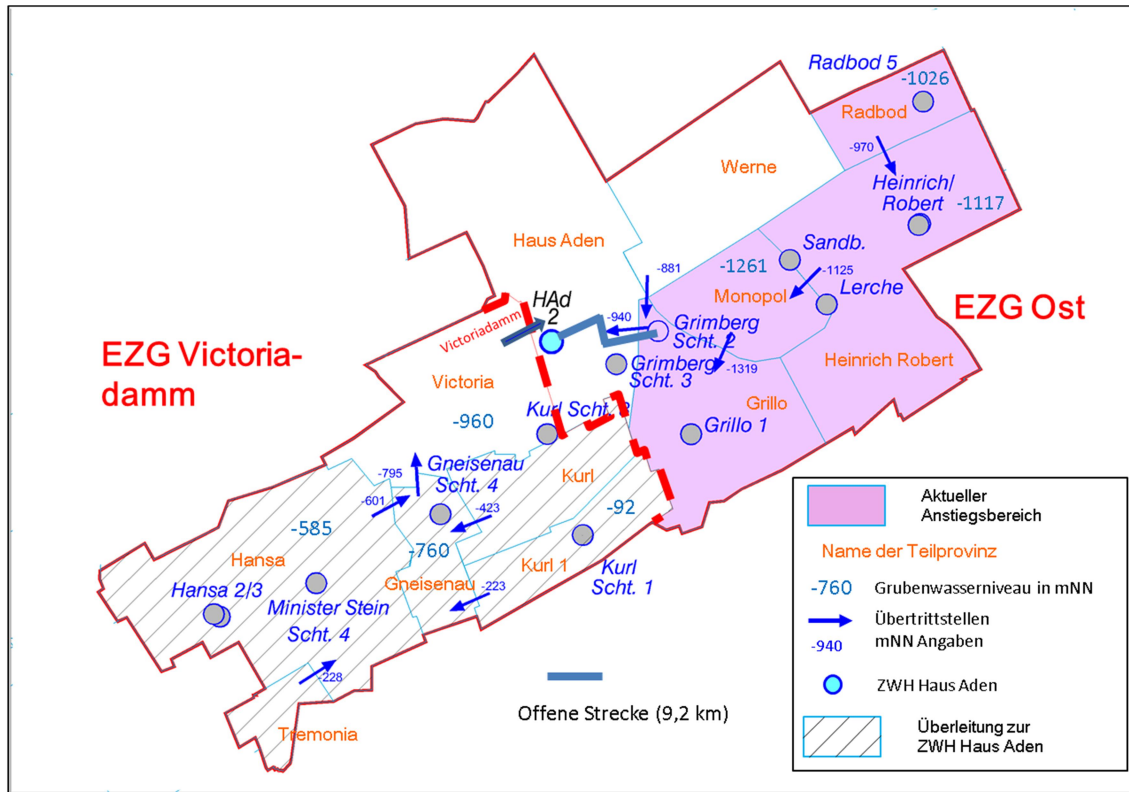 Radbod 5
-1026
Radbod
-970
Werne
Heinrich/
Robert
-1117
Haus Aden
Sandb.
-881
-1261
-1125
Monopol
Lerche
EZG Ost
HAd
2
-940
Victoriadamm
Grimberg
Scht. 2
EZG Victoria-
damm
Grimberg
Scht. 3
-1319
Heinrich Robert
Victoria
Grillo
-960
Kurl Scht. 3
Grillo 1
Gneisenau
Scht. 4
-795
Kurl
-601
-423
-92
-585
-760
Hansa
Gneisenau
Kurl 1
Kurl
Scht. 1
Hansa 2/3
Minister Stein
Scht. 4
-223
-228
Tremonia
Offene Strecke (9,2 km)
Aktueller
Anstiegsbereich
Name der Teilprovinz
-760
Grubenwasserniveau in mNN
Übertrittstellen
-940
mNN Angaben
ZWH Haus Aden
Überleitung zur
ZWH Haus Aden